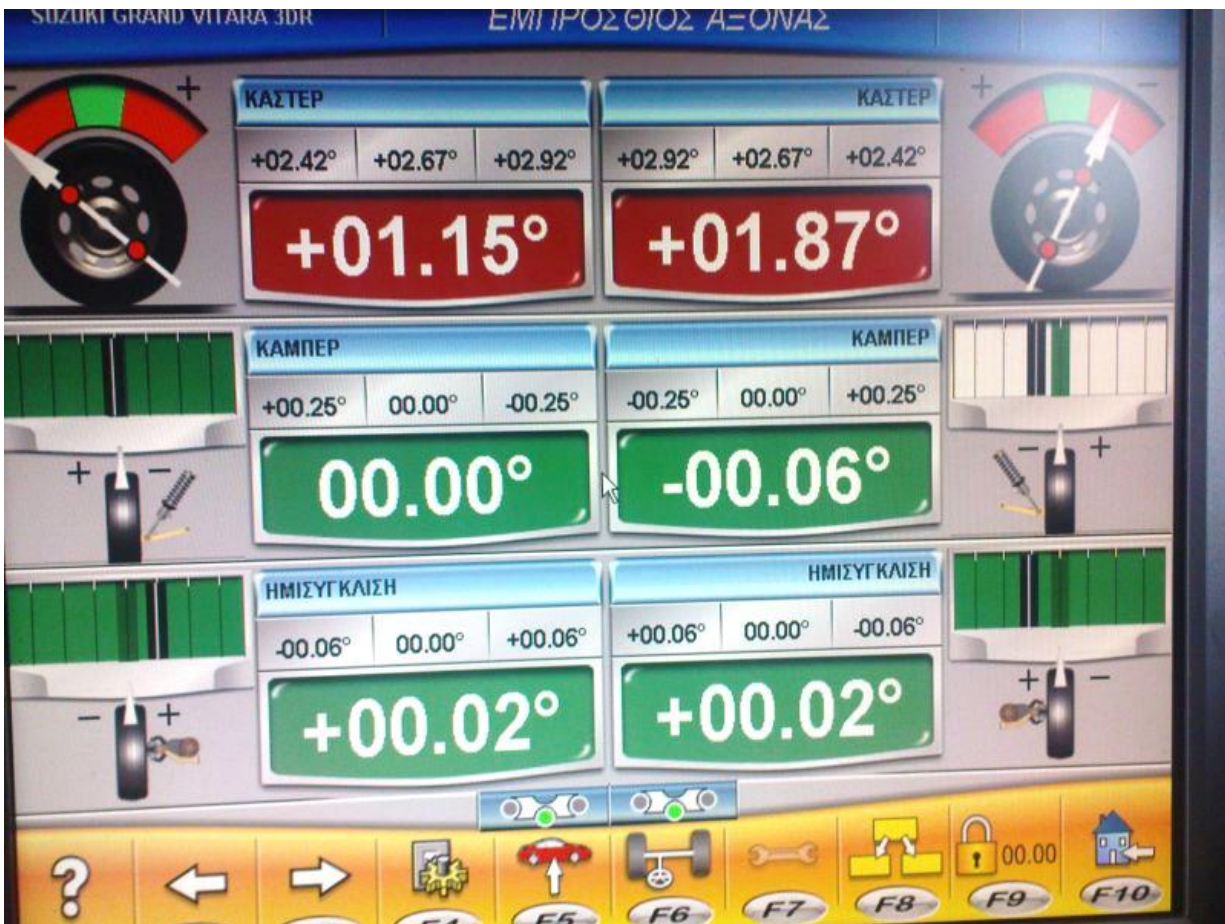 SUZUKI GRAND VITARA 3DR
ΕΜΠΡΟΣΘΙΟΣ ΑΞΟΝΑΣ
ΚΑΣΤΕΡ
ΚΑΣΤΕΡ
+02.42° +02.67° +02.92°
+02.92° +02.67° +02.42°
+01.15°
+01.87°
ΚΑΜΠΕΡ
ΚΑΜΠΕΡ
+00.25° 00.00° -00.25°
-00.25° 00.00° +00.25°
00.00°
-00.06°
ΗΜΙΣΥΓΚΛΙΣΗ
ΗΜΙΣΥΓΚΛΙΣΗ
-00.06° 00.00° +00.06°
+00.06° 00.00° -00.06°
+00.02°
+00.02°
? 00.00
F4 F5 F6 F7 F8 F9 F10